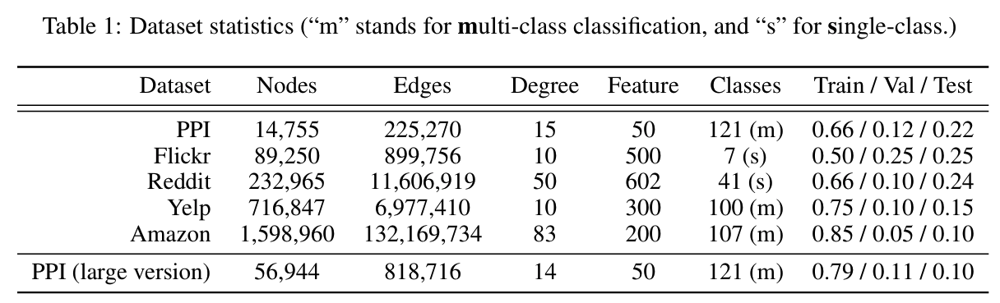 Table 1: Dataset statistics (“m” stands for multi-class classification, and “s” for single-class.)
Dataset Nodes Edges Degree Feature Classes Train / Val / Test
PPI 14,755 225,270 15 50 121 (m) 0.66 / 0.12 / 0.22
Flickr 89,250 899,756 10 500 7 (s) 0.50 / 0.25 / 0.25
Reddit 232,965 11,606,919 50 602 41 (s) 0.66 / 0.10 / 0.24
Yelp 716,847 6,977,410 10 300 100 (m) 0.75 / 0.10 / 0.15
Amazon 1,598,960 132,169,734 83 200 107 (m) 0.85 / 0.05 / 0.10
PPI (large version) 56,944 818,716 14 50 121 (m) 0.79 / 0.11 / 0.10